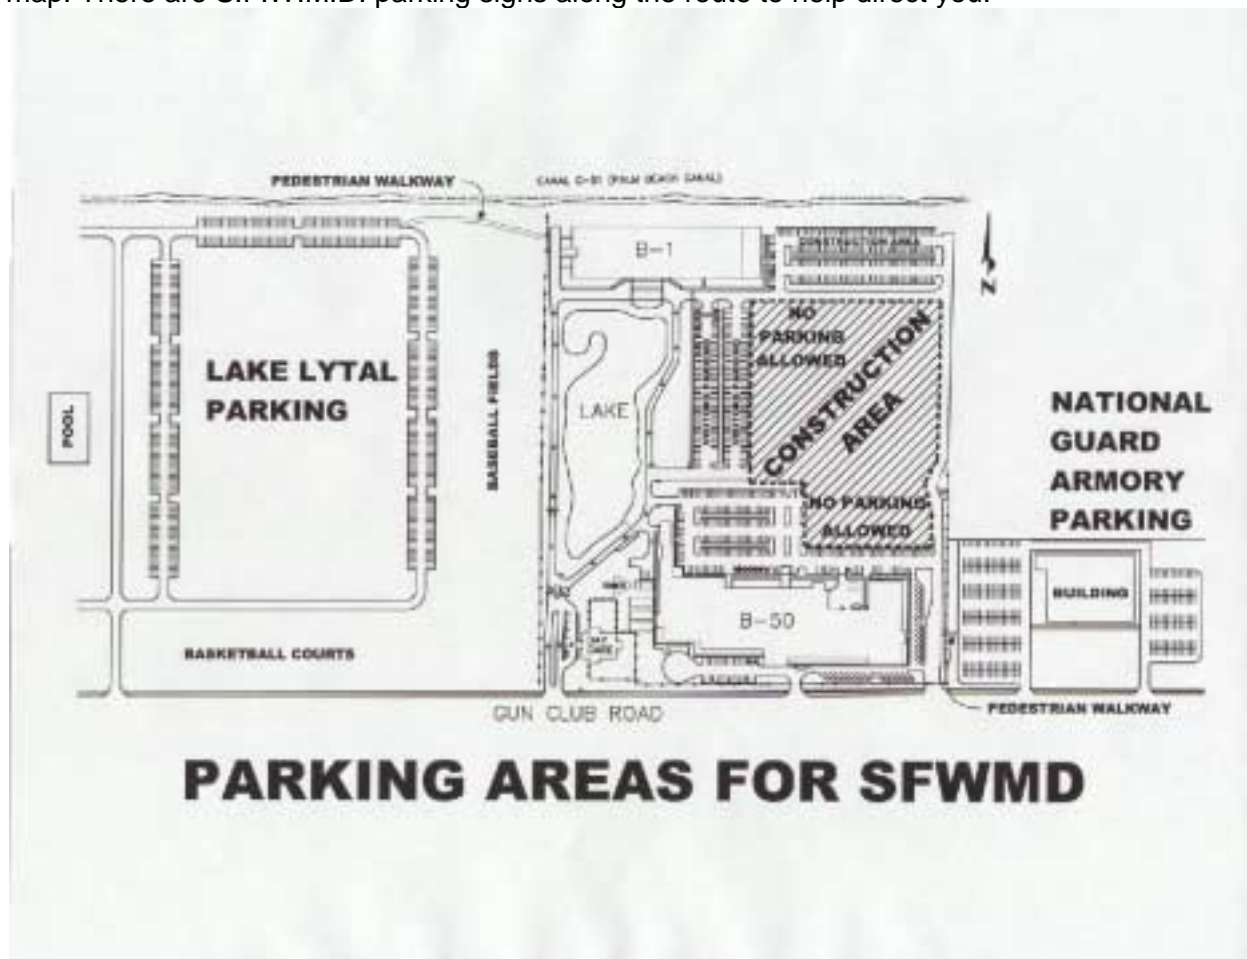 map. There are S.F.W.M.D. parking signs along the route to help direct you.
PEDESTRIAN WALKWAY
CANAL C-51 (PALM BEACH CANAL)
B-1
CONSTRUCTION AREA
N
NO
PARKING
ALLOWED
CONSTRUCTION
AREA
LAKE LYTAL
PARKING
POOL
BASEBALL FIELDS
LAKE
NATIONAL
GUARD
ARMORY
PARKING
NO PARKING
ALLOWED
BUILDING
B-50
DAY
CARE
BASKETBALL COURTS
GUN CLUB ROAD
PEDESTRIAN WALKWAY
PARKING AREAS FOR SFWMD